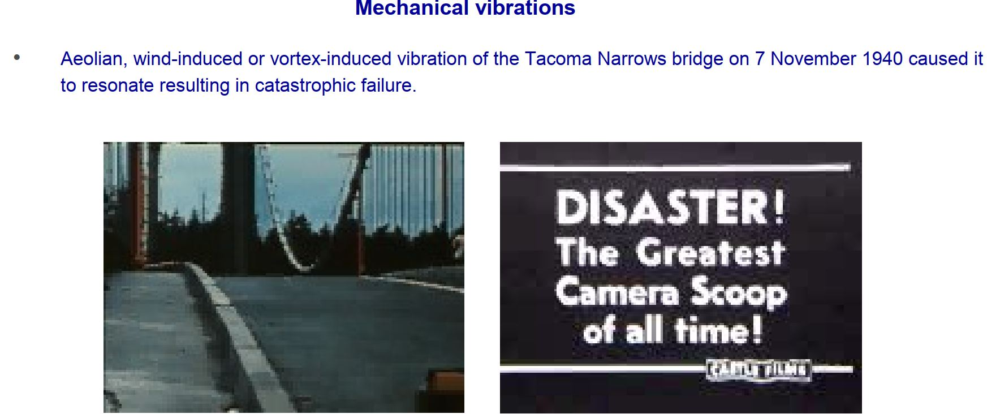 Mechanical vibrations
• Aeolian, wind-induced or vortex-induced vibration of the Tacoma Narrows bridge on 7 November 1940 caused it
to resonate resulting in catastrophic failure.
DISASTER!
The Greatest
Camera Scoop
of all time!
CASTLE FILMS